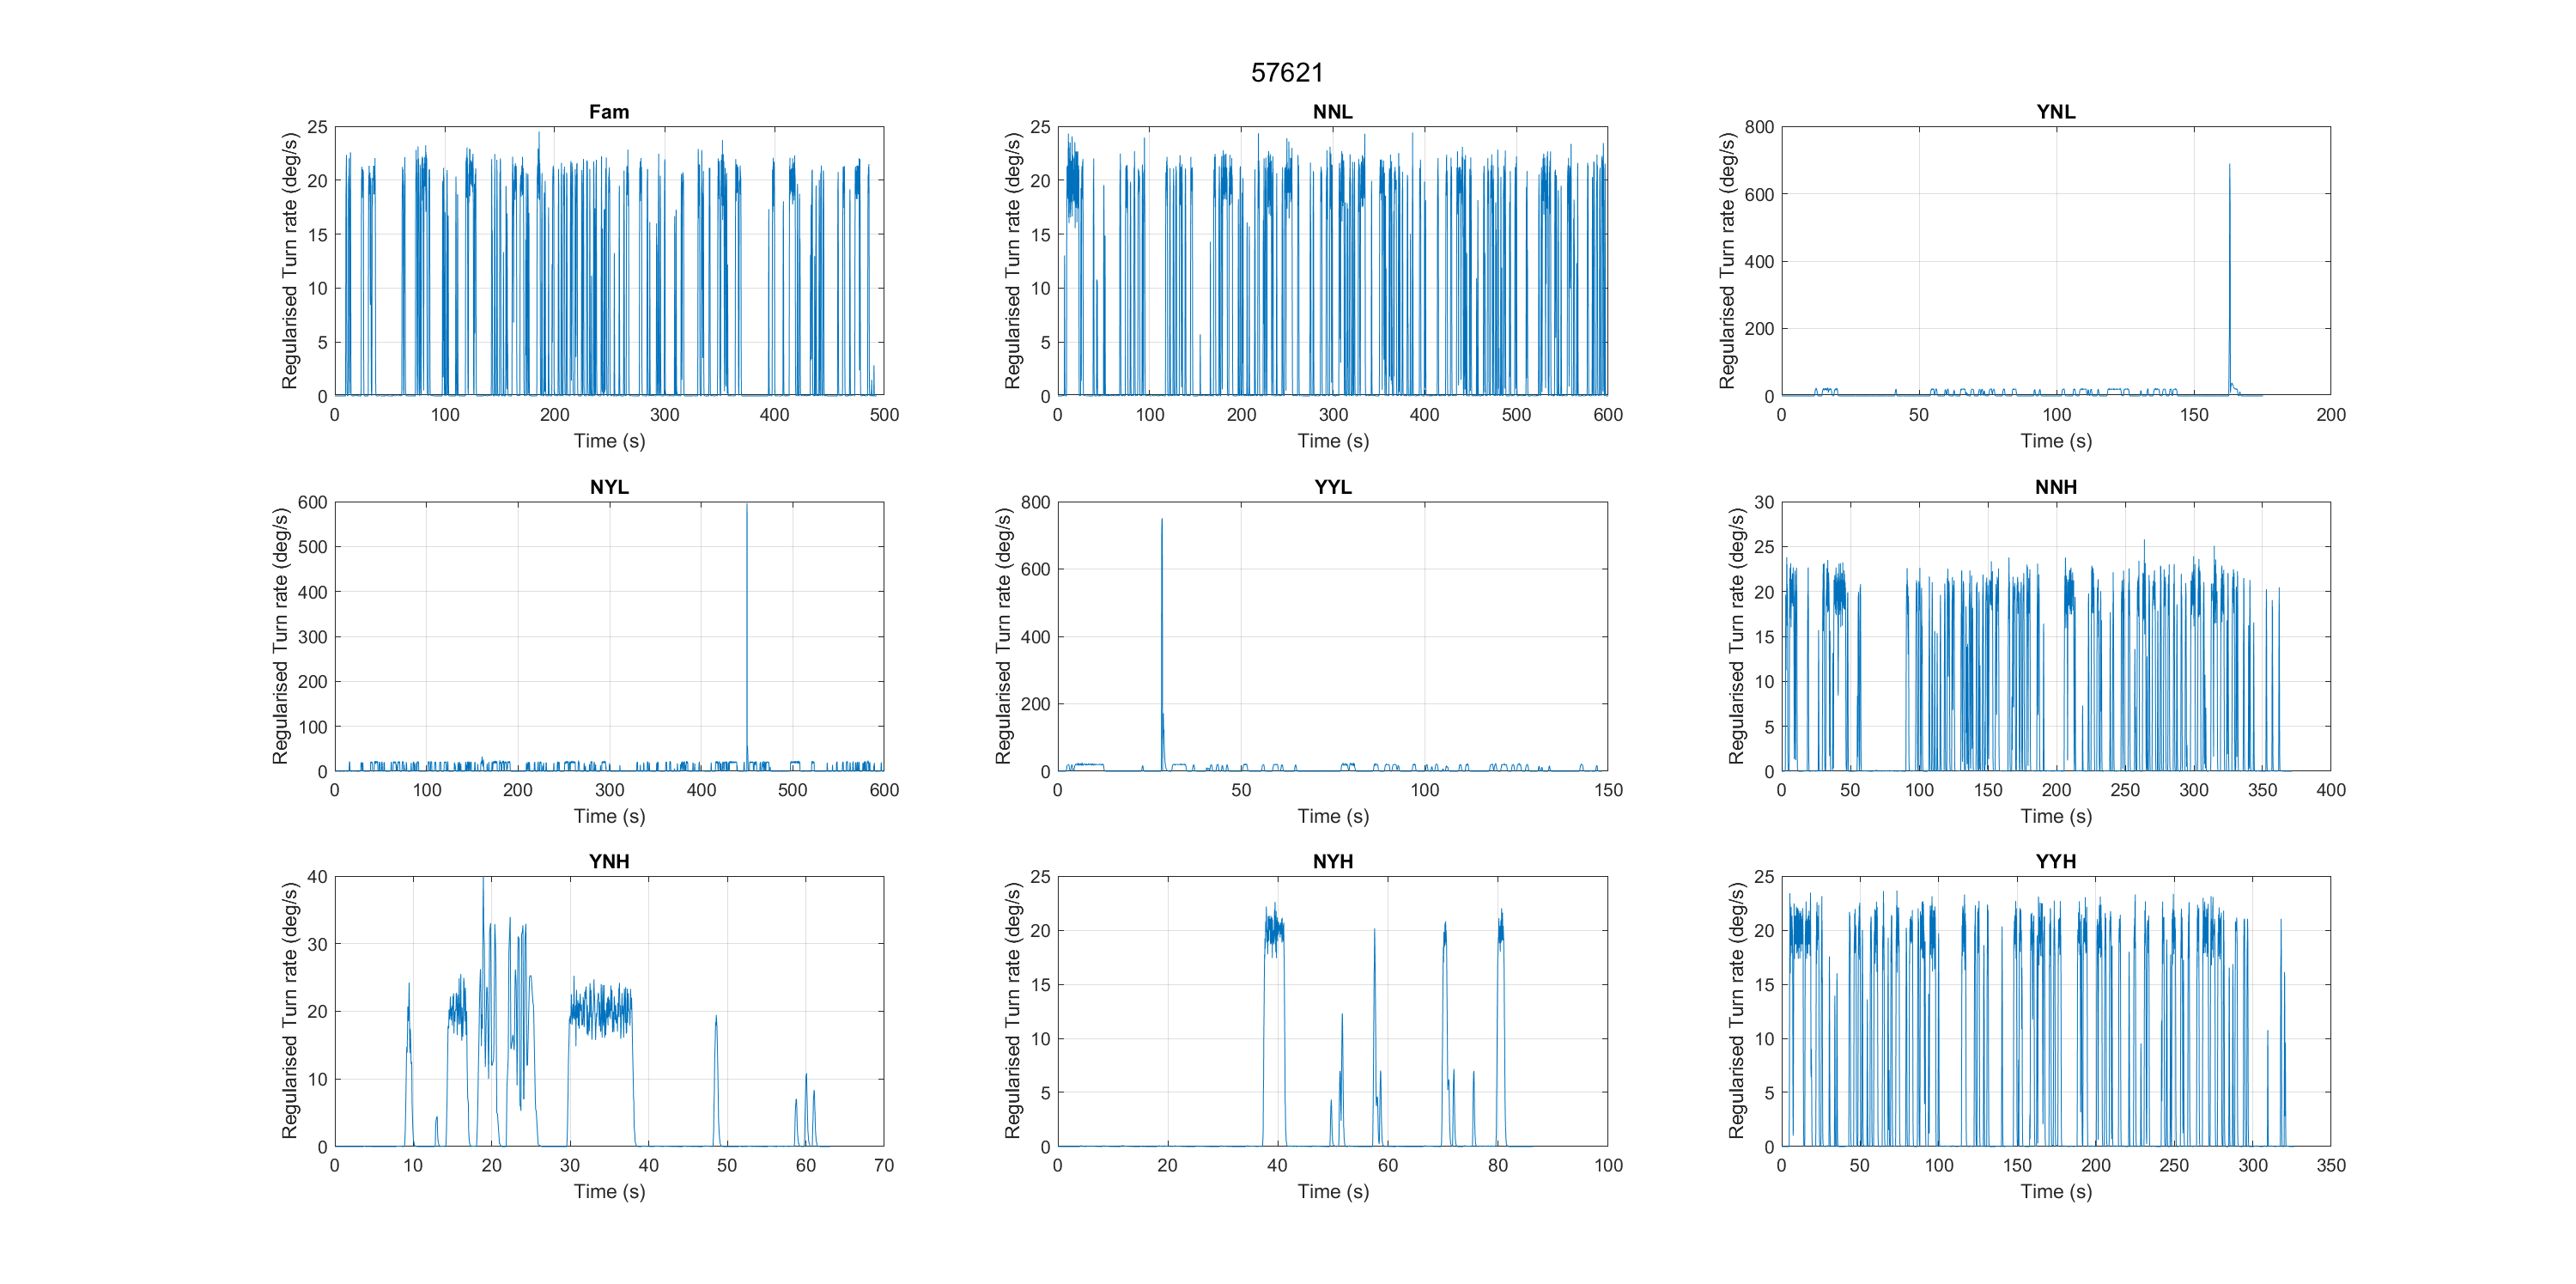 57621
Fam
Regularised Turn rate (deg/s)
25
20
15
10
5
0
0 100 200 300 400 500
Time (s)
NNL
Regularised Turn rate (deg/s)
25
20
15
10
5
0
0 100 200 300 400 500 600
Time (s)
YNL
Regularised Turn rate (deg/s)
800
600
400
200
0
0 50 100 150 200
Time (s)
NYL
Regularised Turn rate (deg/s)
600
500
400
300
200
100
0
0 100 200 300 400 500 600
Time (s)
YYL
Regularised Turn rate (deg/s)
800
600
400
200
0
0 50 100 150
Time (s)
NNH
Regularised Turn rate (deg/s)
30
25
20
15
10
5
0
0 50 100 150 200 250 300 350 400
Time (s)
YNH
Regularised Turn rate (deg/s)
40
30
20
10
0
0 10 20 30 40 50 60 70
Time (s)
NYH
Regularised Turn rate (deg/s)
25
20
15
10
5
0
0 20 40 60 80 100
Time (s)
YYH
Regularised Turn rate (deg/s)
25
20
15
10
5
0
0 50 100 150 200 250 300 350
Time (s)